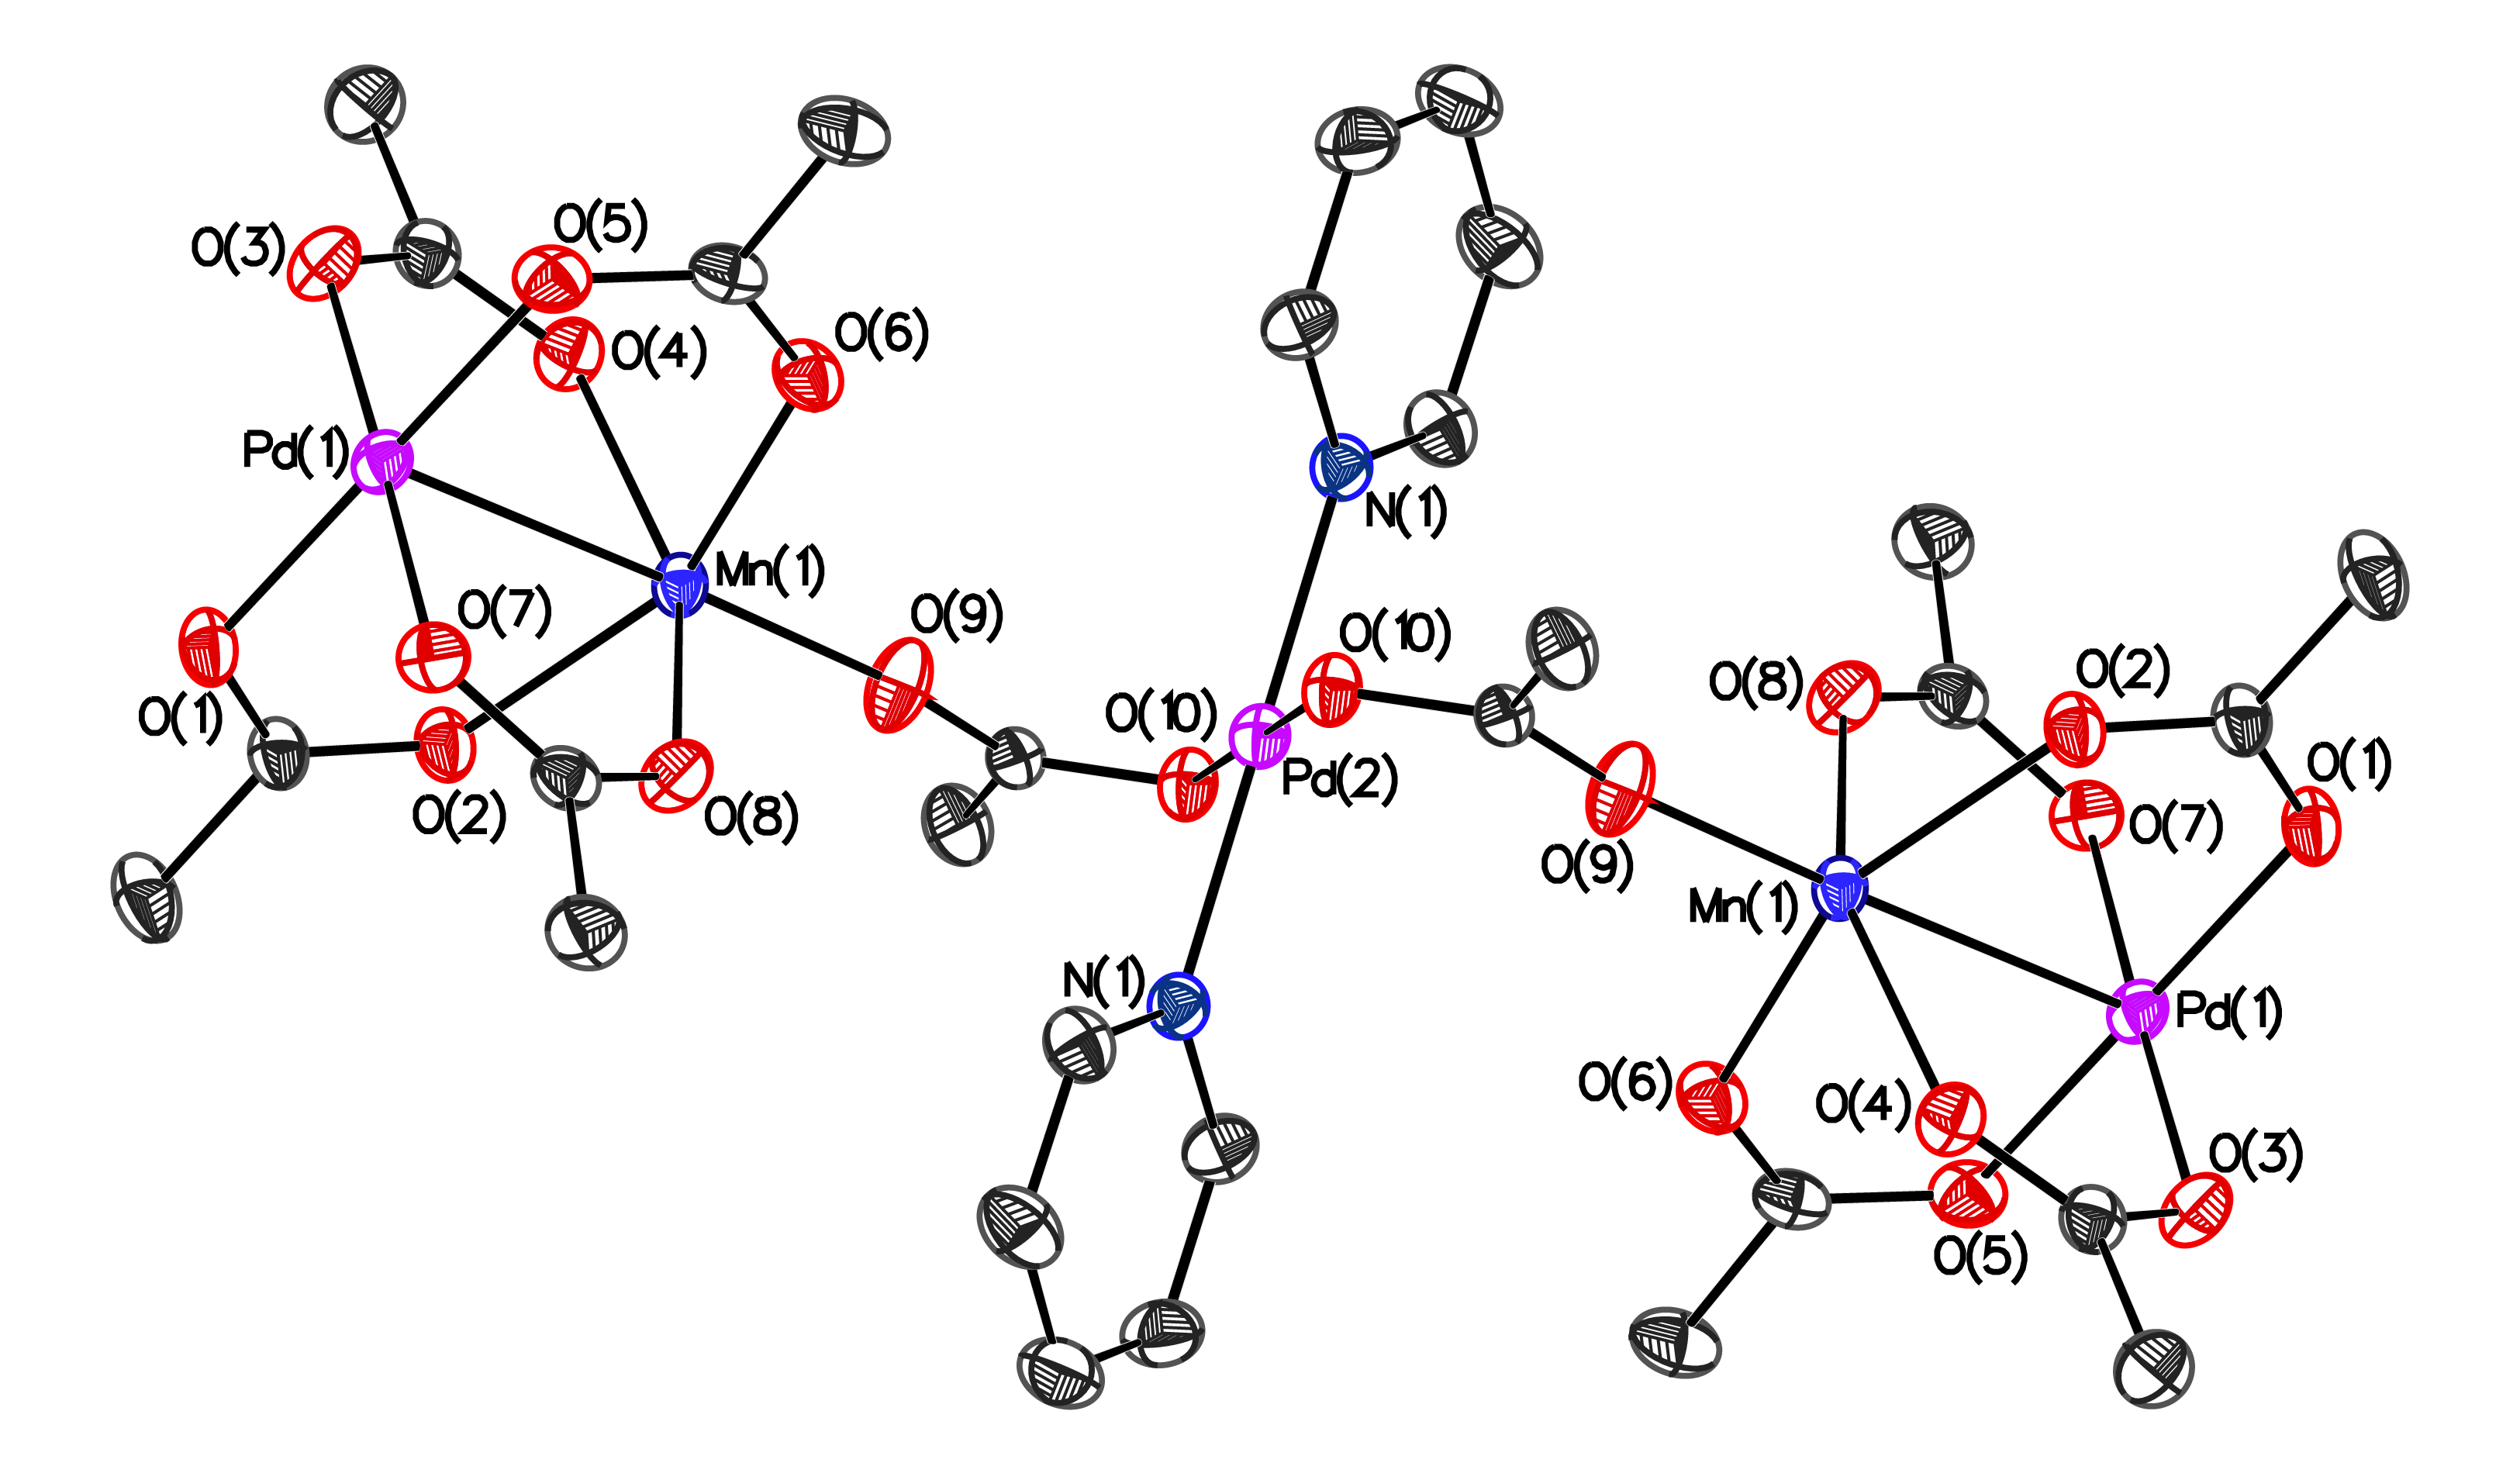 O(5)
O(3)
O(6)
O(4)
Pd(1)
N(1)
Mn(1)
O(7)
O(9)
O(10)
O(2)
O(8)
O(1)
O(10)
O(1)
Pd(2)
O(2)
O(8)
O(7)
O(9)
Mn(1)
N(1)
Pd(1)
O(6)
O(4)
O(3)
O(5)